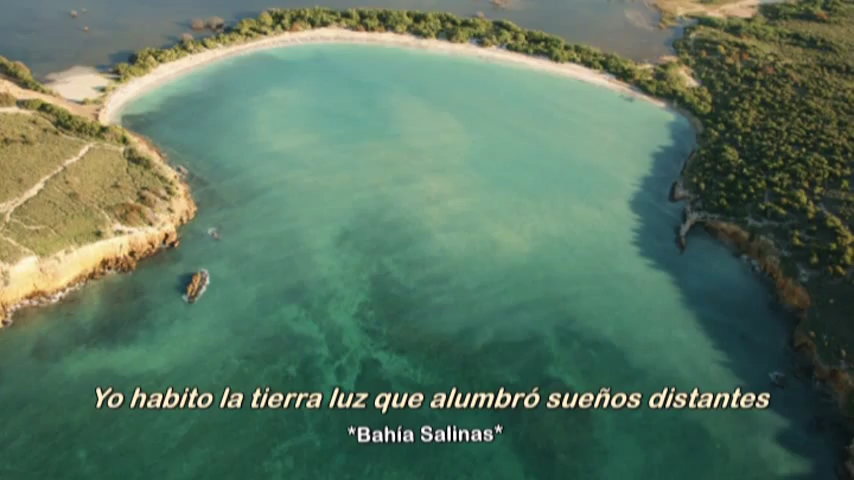 Yo habito la tierra luz que alumbró sueños distantes
*Bahía Salinas*